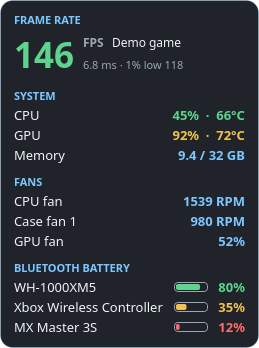 FRAME RATE
146 FPS Demo game
6.8 ms · 1% low 118
SYSTEM
CPU 45% · 66°C
GPU 92% · 72°C
Memory 9.4 / 32 GB
FANS
CPU fan 1539 RPM
Case fan 1 980 RPM
GPU fan 52%
BLUETOOTH BATTERY
WH-1000XM5 80%
Xbox Wireless Controller 35%
MX Master 3S 12%